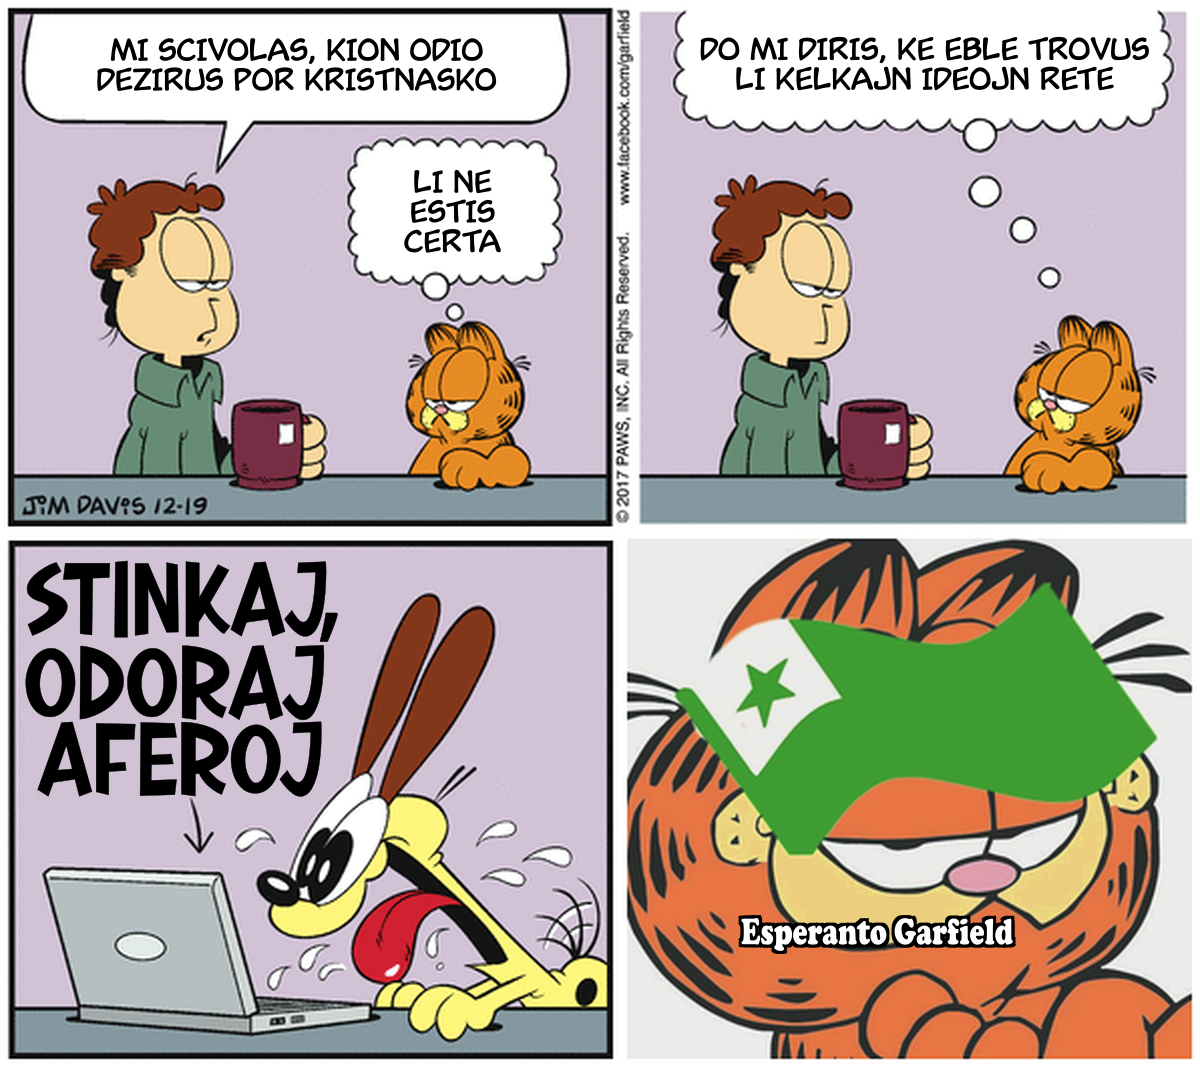 MI SCIVOLAS, KION ODIO
DEZIRUS POR KRISTNASKO
LI NE
ESTIS
CERTA
JIM DAVIS 12-19
© 2017 PAWS, INC. All Rights Reserved. www.facebook.com/garfield
DO MI DIRIS, KE EBLE TROVUS
LI KELKAJN IDEOJN RETE
STINKAJ,
ODORAJ
AFEROJ
Esperanto Garfield